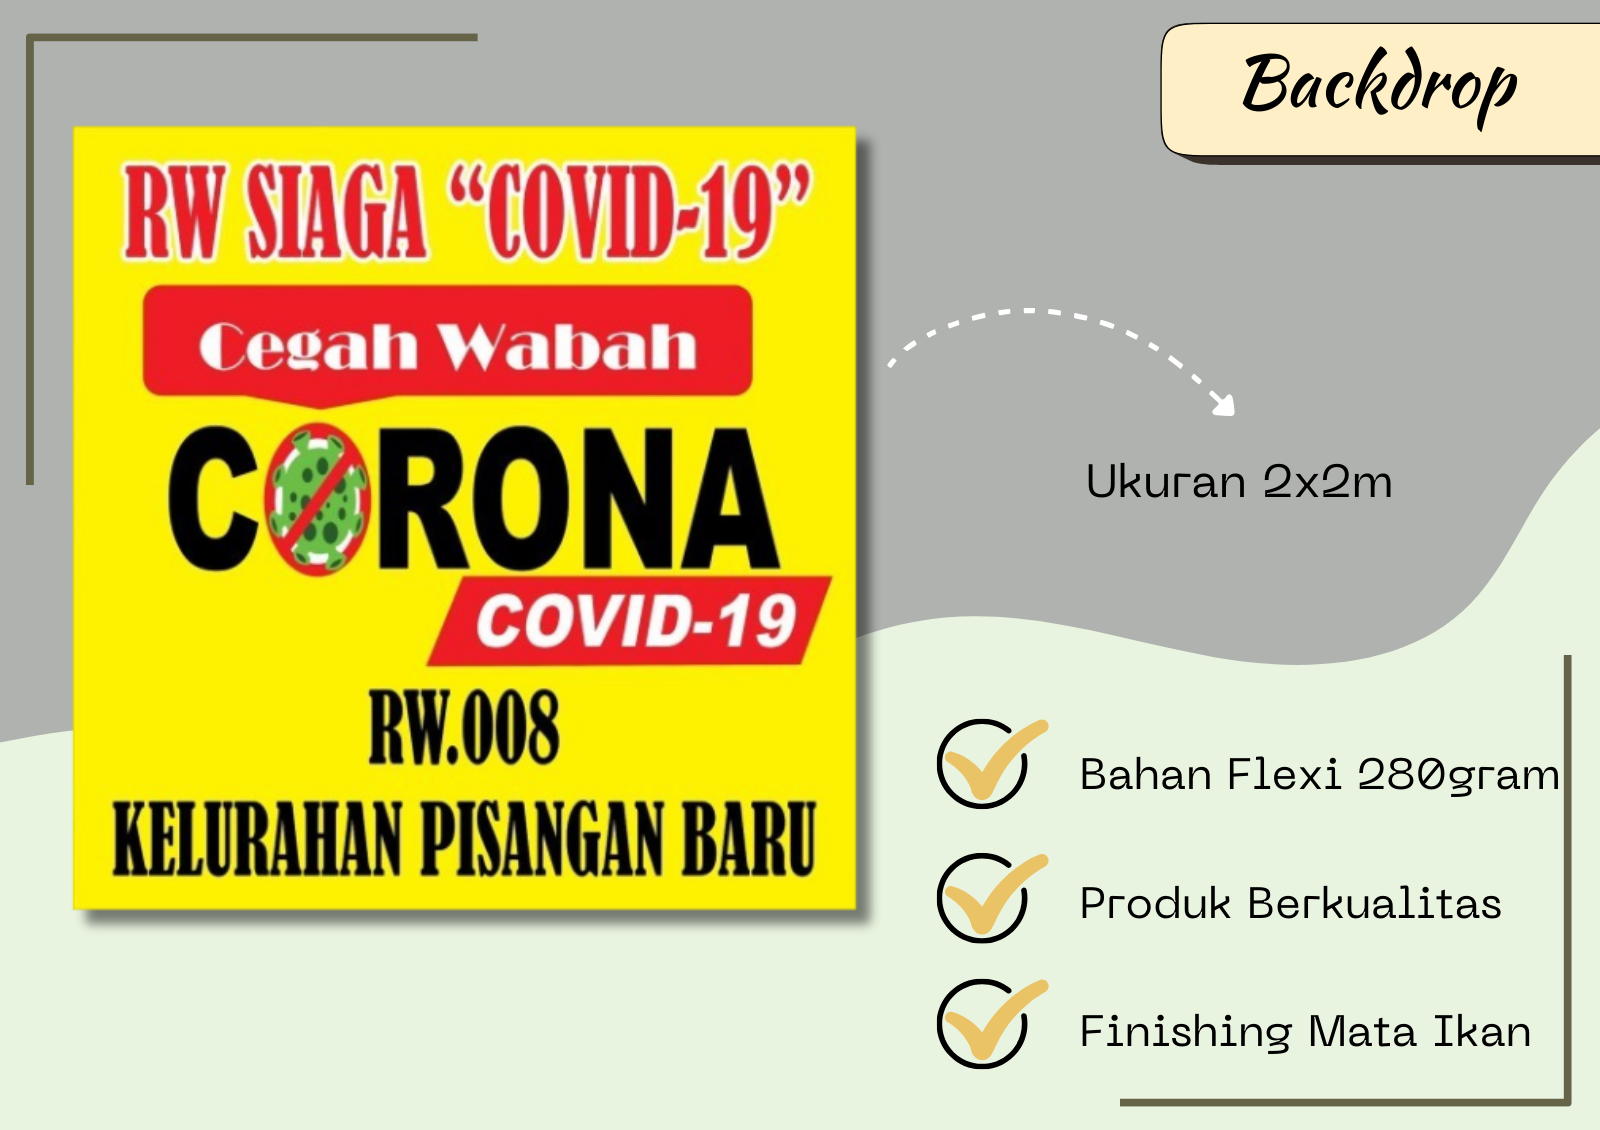 Backdrop
RW SIAGA “COVID-19”
Cegah Wabah
CORONA
COVID-19
RW.008
KELURAHAN PISANGAN BARU
Ukuran 2x2m
Bahan Flexi 280gram
Produk Berkualitas
Finishing Mata Ikan